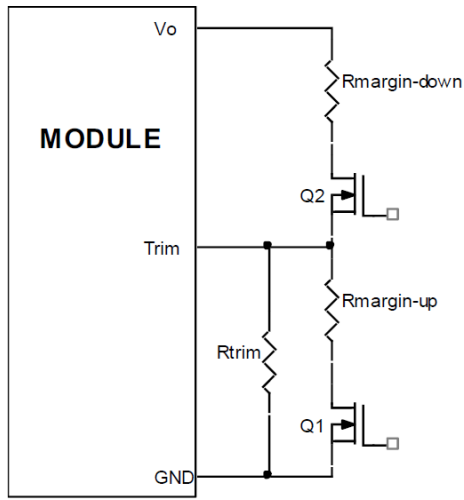 Vo
Rmargin-down
MODULE
Q2
Trim
Rmargin-up
Rtrim
Q1
GND